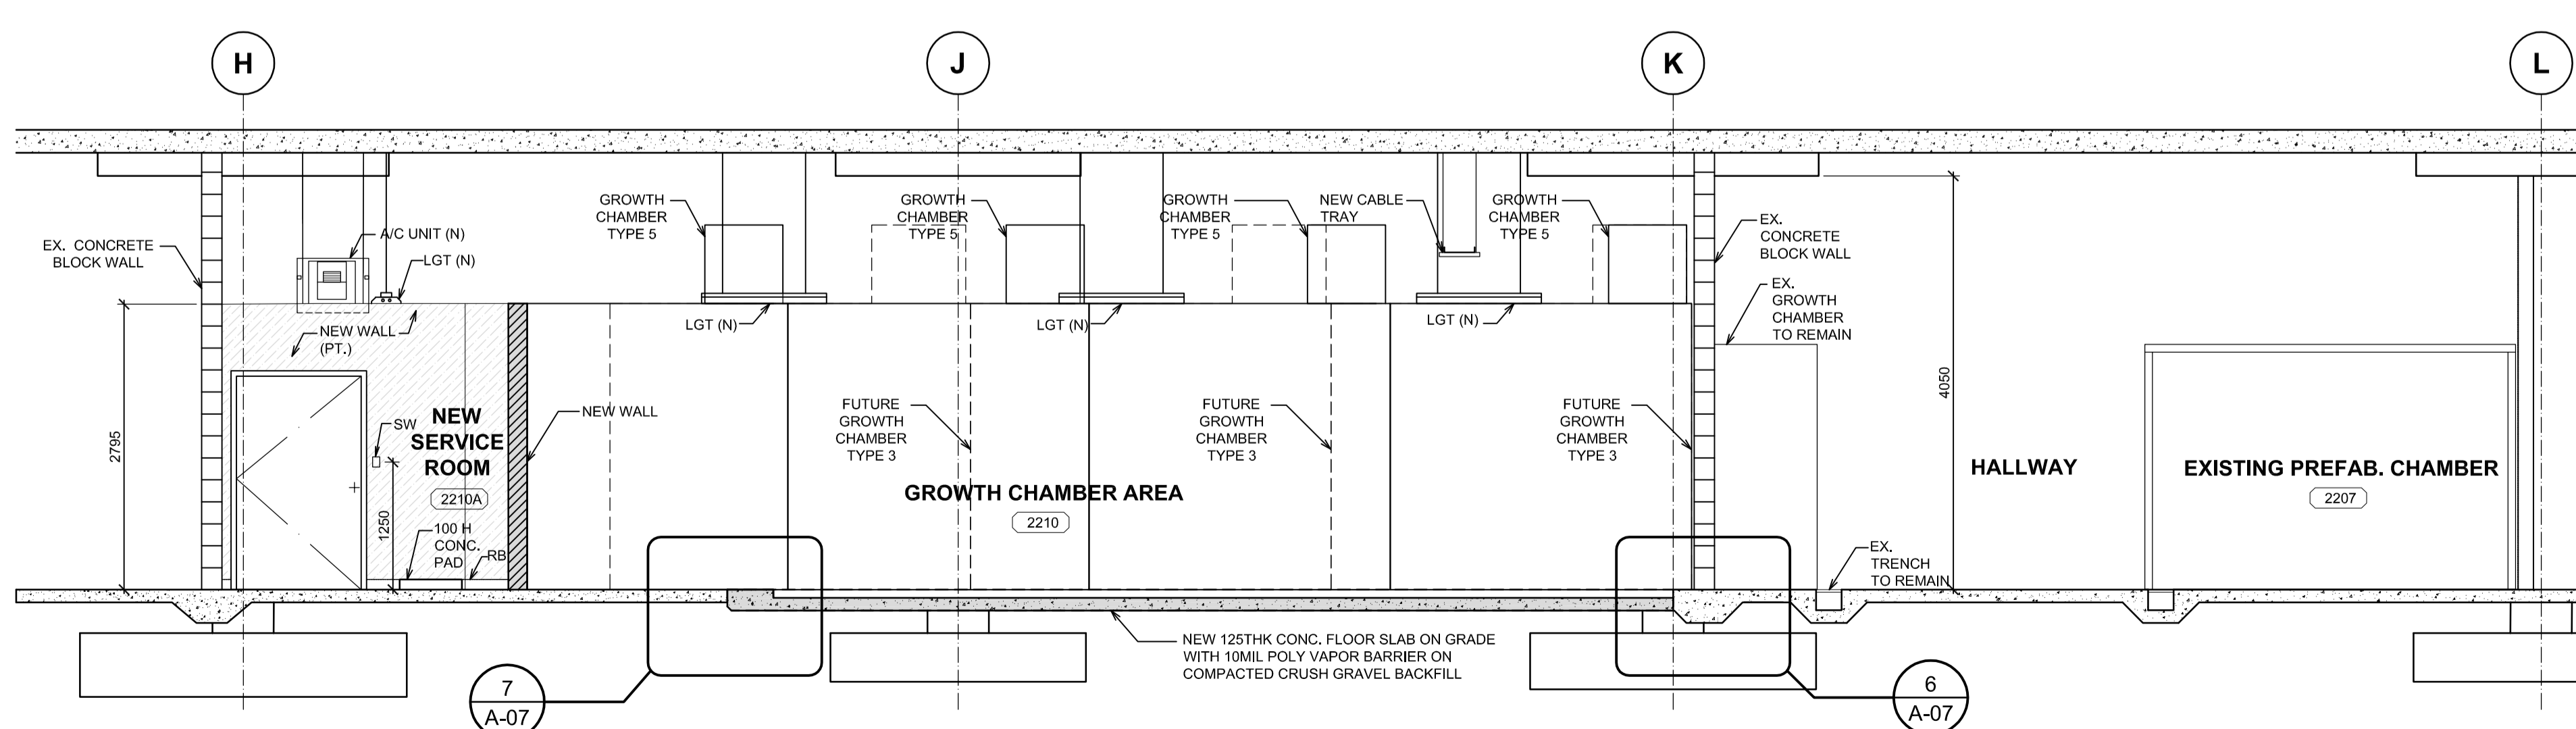 H
J
K
L
GROWTH
CHAMBER
TYPE 5
GROWTH
CHAMBER
TYPE 5
GROWTH
CHAMBER
TYPE 5
NEW CABLE
TRAY
GROWTH
CHAMBER
TYPE 5
EX. CONCRETE
BLOCK WALL
A/C UNIT (N)
LGT (N)
EX.
CONCRETE
BLOCK WALL
EX.
GROWTH
CHAMBER
TO REMAIN
NEW WALL
(PT.)
LGT (N)
LGT (N)
LGT (N)
2795
4050
SW
NEW
SERVICE
ROOM
2210A
NEW WALL
FUTURE
GROWTH
CHAMBER
TYPE 3
FUTURE
GROWTH
CHAMBER
TYPE 3
FUTURE
GROWTH
CHAMBER
TYPE 3
GROWTH CHAMBER AREA
2210
HALLWAY
EXISTING PREFAB. CHAMBER
2207
1250
100 H
CONC.
PAD
RB
EX.
TRENCH
TO REMAIN
NEW 125THK CONC. FLOOR SLAB ON GRADE
WITH 10MIL POLY VAPOR BARRIER ON
COMPACTED CRUSH GRAVEL BACKFILL
7
A-07
6
A-07